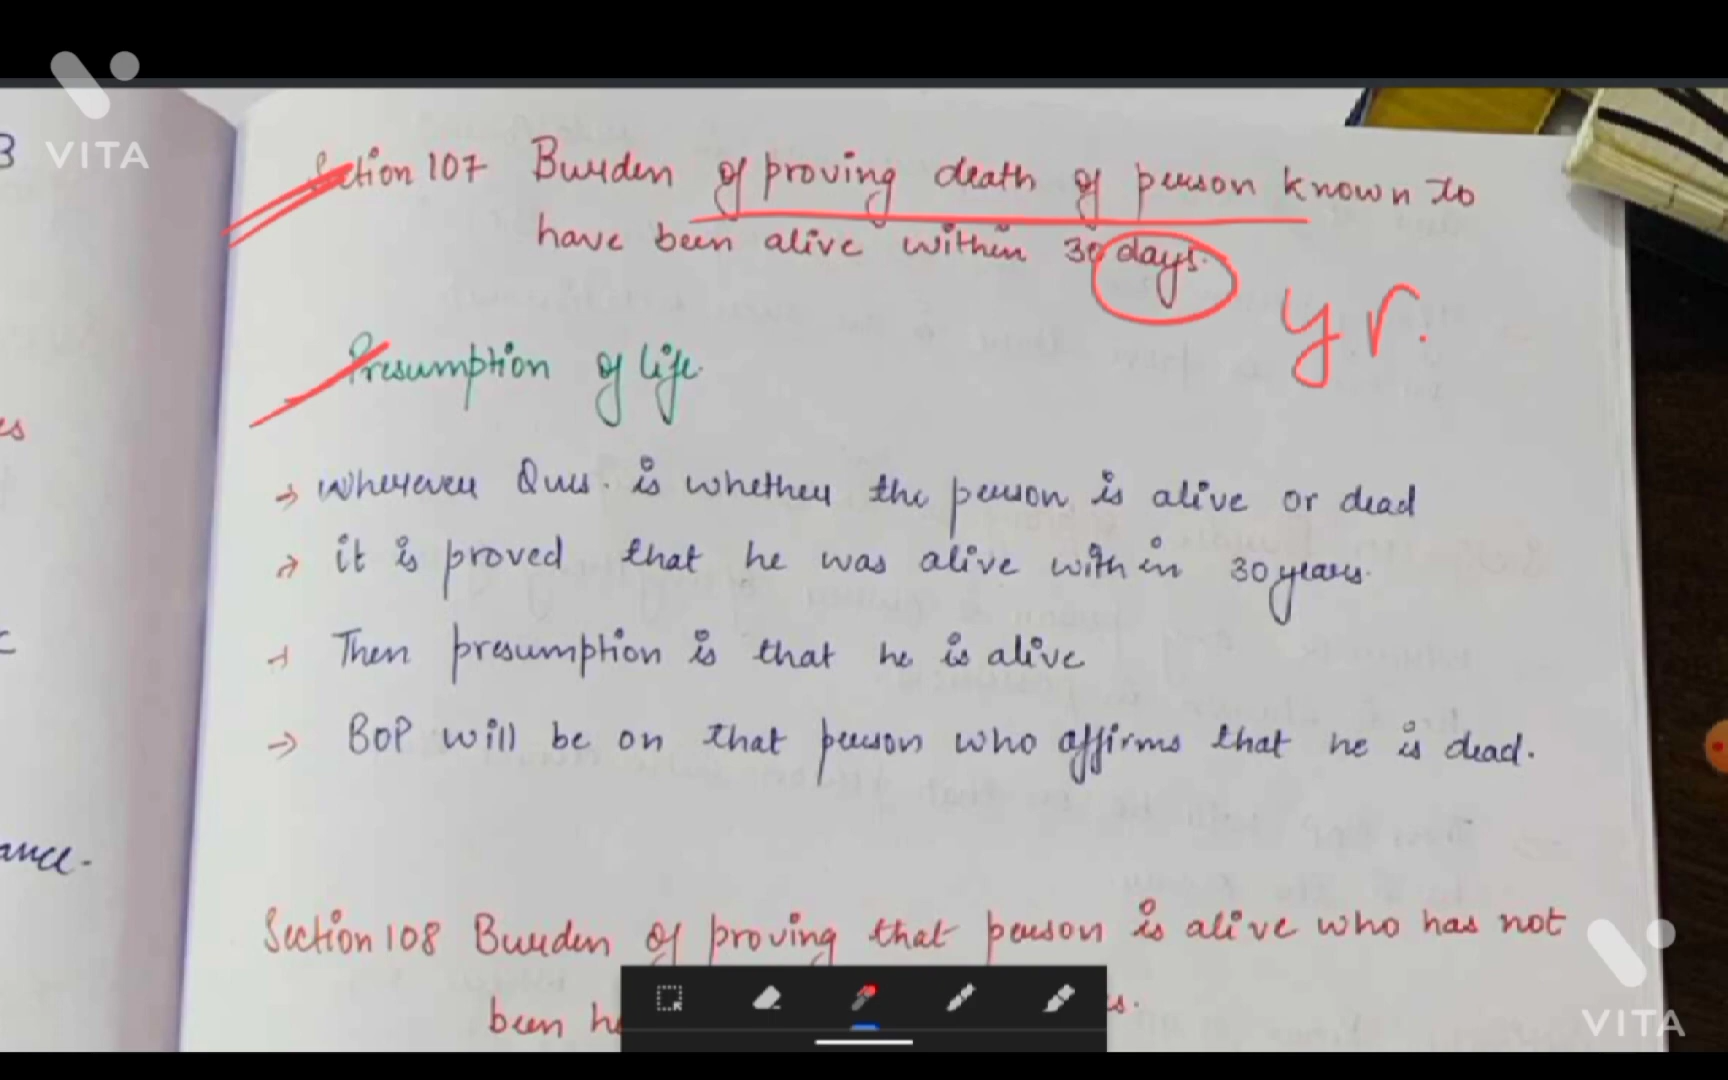 VITA
Section 107 Burden of proving death of person known to
have been alive within 30 days.
yr.
Presumption of life.
→ Wherever Ques. is whether the person is alive or dead
→ it is proved that he was alive within 30 years.
→ Then presumption is that he is alive
→ BOP will be on that person who affirms that he is dead.
ance.
Section 108 Burden of proving that person is alive who has not
been
VITA